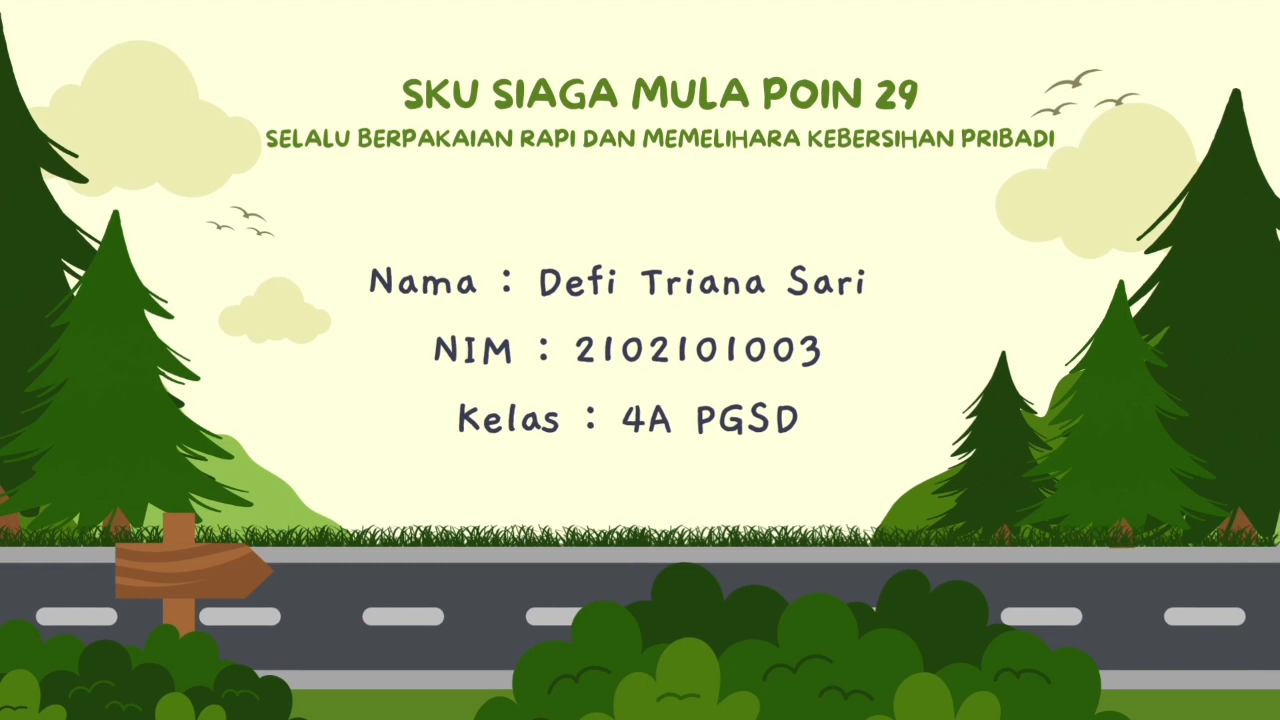 SKU SIAGA MULA POIN 29
SELALU BERPAKAIAN RAPI DAN MEMELIHARA KEBERSIHAN PRIBADI
Nama : Defi Triana Sari
NIM : 2102101003
Kelas : 4A PGSD